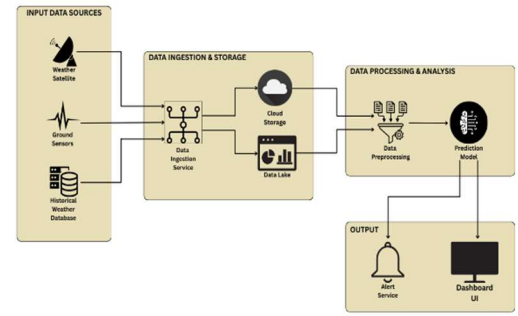 INPUT DATA SOURCES
Weather
Satellite
Ground
Sensors
Historical
Weather
Database
DATA INGESTION & STORAGE
Data
Ingestion
Service
Cloud
Storage
Data Lake
DATA PROCESSING & ANALYSIS
Data
Preprocessing
Prediction
Model
OUTPUT
Alert
Service
Dashboard
UI